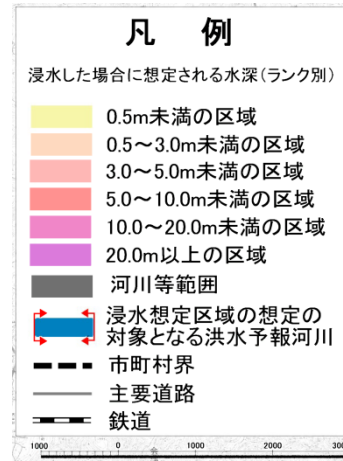 凡 例
浸水した場合に想定される水深(ランク別)
0.5m未満の区域
0.5～3.0m未満の区域
3.0～5.0m未満の区域
5.0～10.0m未満の区域
10.0～20.0m未満の区域
20.0m以上の区域
河川等範囲
浸水想定区域の想定の
対象となる洪水予報河川
市町村界
主要道路
鉄道
1000 0 1000 2000